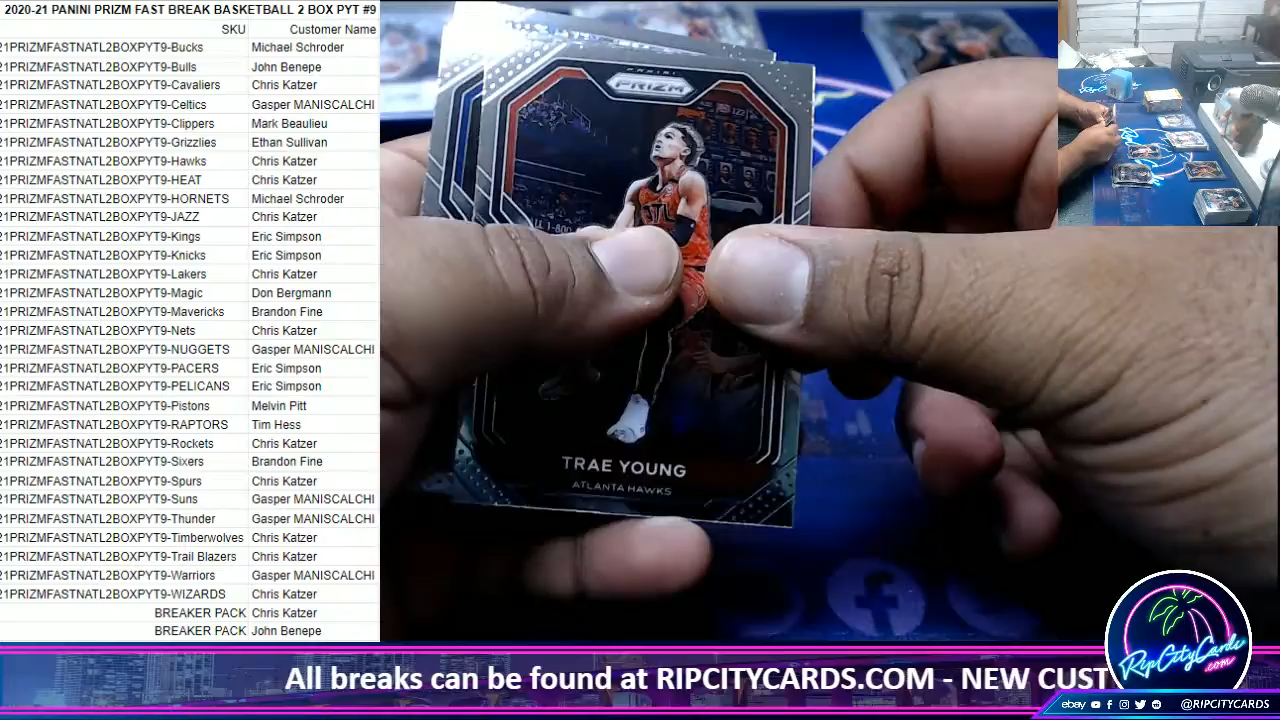 2020-21 PANINI PRIZM FAST BREAK BASKETBALL 2 BOX PYT #9
SKU Customer Name
21PRIZMFASTNATL2BOXPYT9-Bucks Michael Schroder
21PRIZMFASTNATL2BOXPYT9-Bulls John Benepe
21PRIZMFASTNATL2BOXPYT9-Cavaliers Chris Katzer
21PRIZMFASTNATL2BOXPYT9-Celtics Gasper MANISCALCHI
21PRIZMFASTNATL2BOXPYT9-Clippers Mark Beaulieu
21PRIZMFASTNATL2BOXPYT9-Grizzlies Ethan Sullivan
21PRIZMFASTNATL2BOXPYT9-Hawks Chris Katzer
21PRIZMFASTNATL2BOXPYT9-HEAT Chris Katzer
21PRIZMFASTNATL2BOXPYT9-HORNETS Michael Schroder
21PRIZMFASTNATL2BOXPYT9-JAZZ Chris Katzer
21PRIZMFASTNATL2BOXPYT9-Kings Eric Simpson
21PRIZMFASTNATL2BOXPYT9-Knicks Eric Simpson
21PRIZMFASTNATL2BOXPYT9-Lakers Chris Katzer
21PRIZMFASTNATL2BOXPYT9-Magic Don Bergmann
21PRIZMFASTNATL2BOXPYT9-Mavericks Brandon Fine
21PRIZMFASTNATL2BOXPYT9-Nets Chris Katzer
21PRIZMFASTNATL2BOXPYT9-NUGGETS Gasper MANISCALCHI
21PRIZMFASTNATL2BOXPYT9-PACERS Eric Simpson
21PRIZMFASTNATL2BOXPYT9-PELICANS Eric Simpson
21PRIZMFASTNATL2BOXPYT9-Pistons Melvin Pitt
21PRIZMFASTNATL2BOXPYT9-RAPTORS Tim Hess
21PRIZMFASTNATL2BOXPYT9-Rockets Chris Katzer
21PRIZMFASTNATL2BOXPYT9-Sixers Brandon Fine
21PRIZMFASTNATL2BOXPYT9-Spurs Chris Katzer
21PRIZMFASTNATL2BOXPYT9-Suns Gasper MANISCALCHI
21PRIZMFASTNATL2BOXPYT9-Thunder Gasper MANISCALCHI
21PRIZMFASTNATL2BOXPYT9-Timberwolves Chris Katzer
21PRIZMFASTNATL2BOXPYT9-Trail Blazers Chris Katzer
21PRIZMFASTNATL2BOXPYT9-Warriors Gasper MANISCALCHI
21PRIZMFASTNATL2BOXPYT9-WIZARDS Chris Katzer
BREAKER PACK Chris Katzer
BREAKER PACK John Benepe
PANINI
PRIZM
ATL
TRAE YOUNG
ATLANTA HAWKS
All breaks can be found at RIPCITYCARDS.COM - NEW CUST
RipCityCards
.com
ebay @RIPCITYCARDS